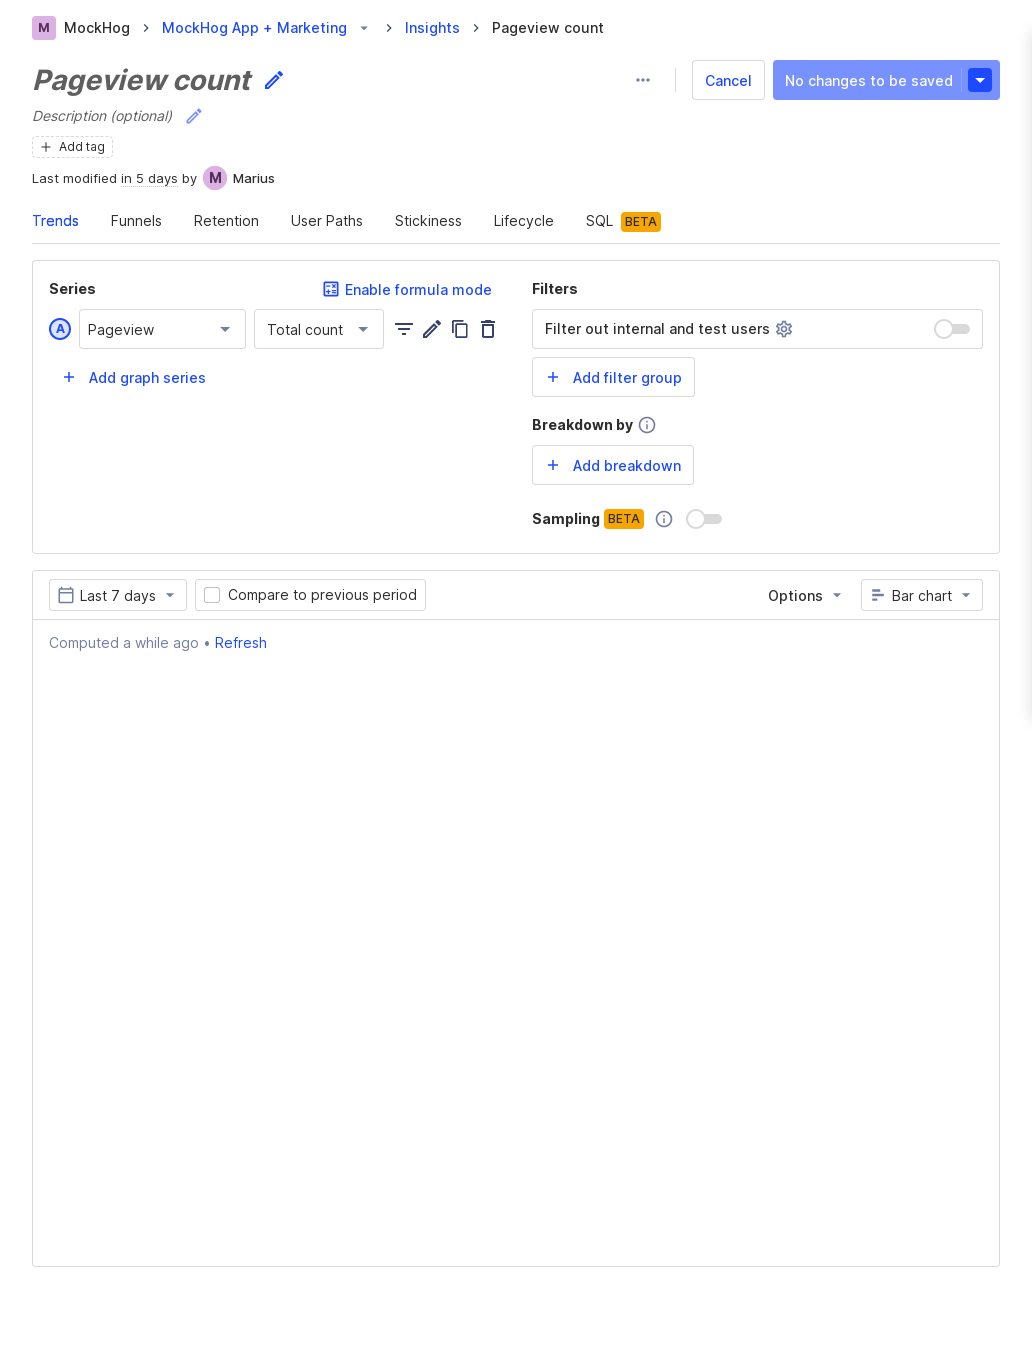 M MockHog > MockHog App + Marketing > Insights > Pageview count
Pageview count
Cancel
No changes to be saved
Description (optional)
+ Add tag
Last modified in 5 days by M Marius
Trends Funnels Retention User Paths Stickiness Lifecycle SQL BETA
Series
Enable formula mode
A Pageview Total count
+ Add graph series
Filters
Filter out internal and test users
+ Add filter group
Breakdown by
+ Add breakdown
Sampling BETA
Last 7 days Compare to previous period Options Bar chart
Computed a while ago • Refresh